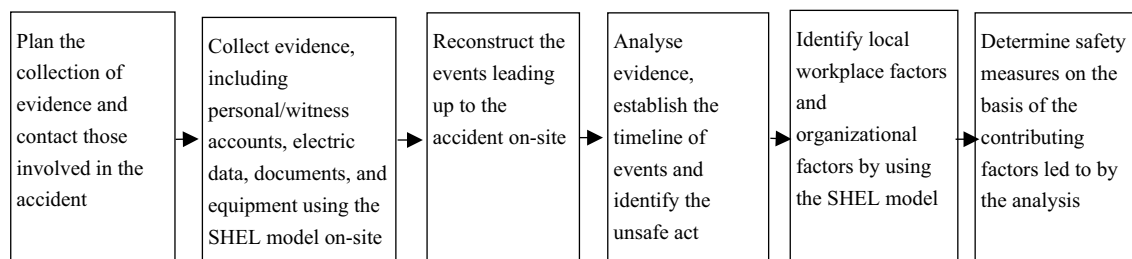 Plan the
collection of
evidence and
contact those
involved in the
accident
Collect evidence,
including
personal/witness
accounts, electric
data, documents, and
equipment using the
SHEL model on-site
Reconstruct the
events leading
up to the
accident on-site
Analyse
evidence,
establish the
timeline of
events and
identify the
unsafe act
Identify local
workplace factors
and
organizational
factors by using
the SHEL model
Determine safety
measures on the
basis of the
contributing
factors led to by
the analysis